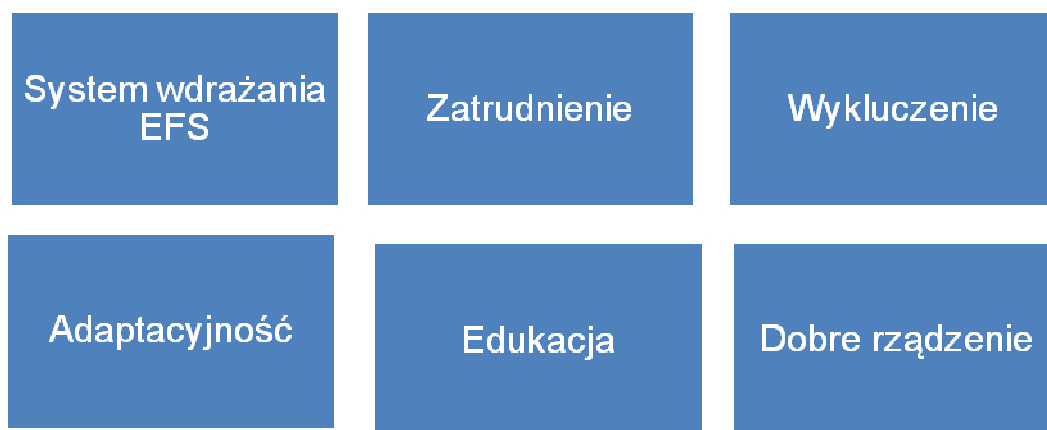 System wdrażania
EFS
Zatrudnienie
Wykluczenie
Adaptacyjność
Edukacja
Dobre rządzenie